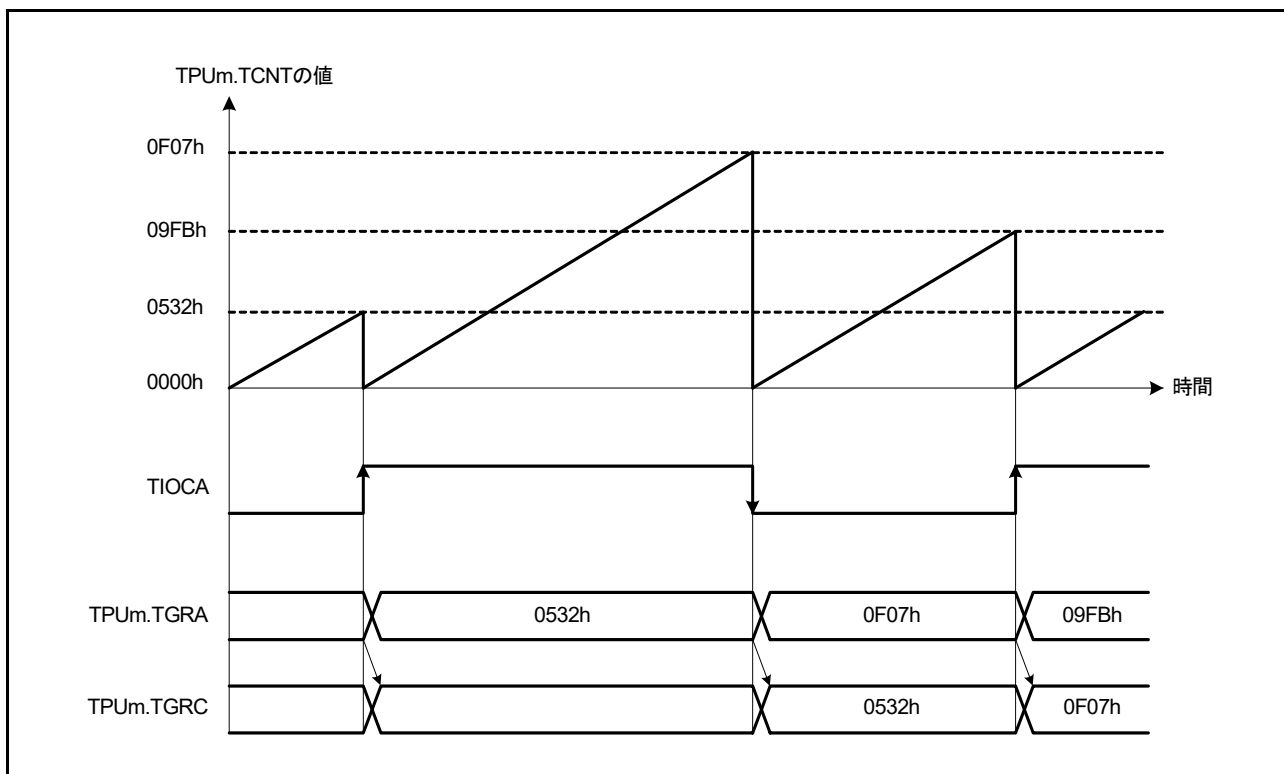 TPUm.TCNTの値
0F07h
09FBh
0532h
0000h
時間
TIOCA
TPUm.TGRA
0532h
0F07h
09FBh
TPUm.TGRC
0532h
0F07h